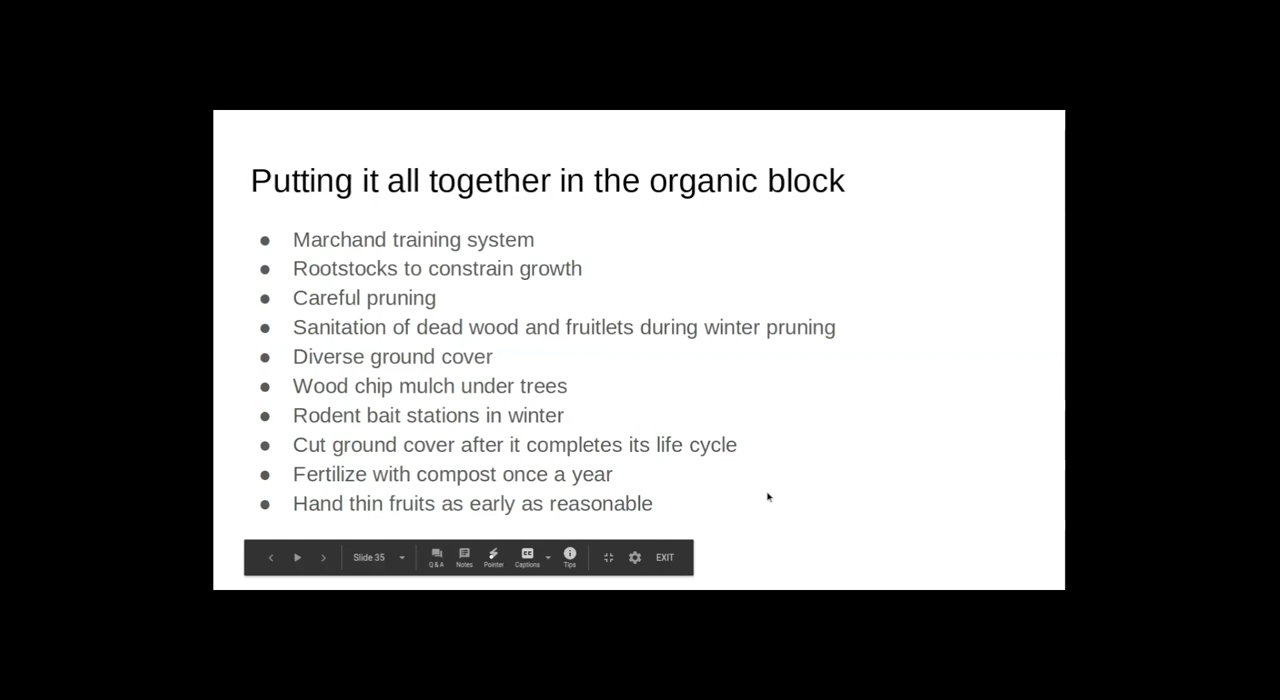 Putting it all together in the organic block
● Marchand training system
● Rootstocks to constrain growth
● Careful pruning
● Sanitation of dead wood and fruitlets during winter pruning
● Diverse ground cover
● Wood chip mulch under trees
● Rodent bait stations in winter
● Cut ground cover after it completes its life cycle
● Fertilize with compost once a year
● Hand thin fruits as early as reasonable
Slide 35 Q & A Notes Pointer CC Captions Tips EXIT